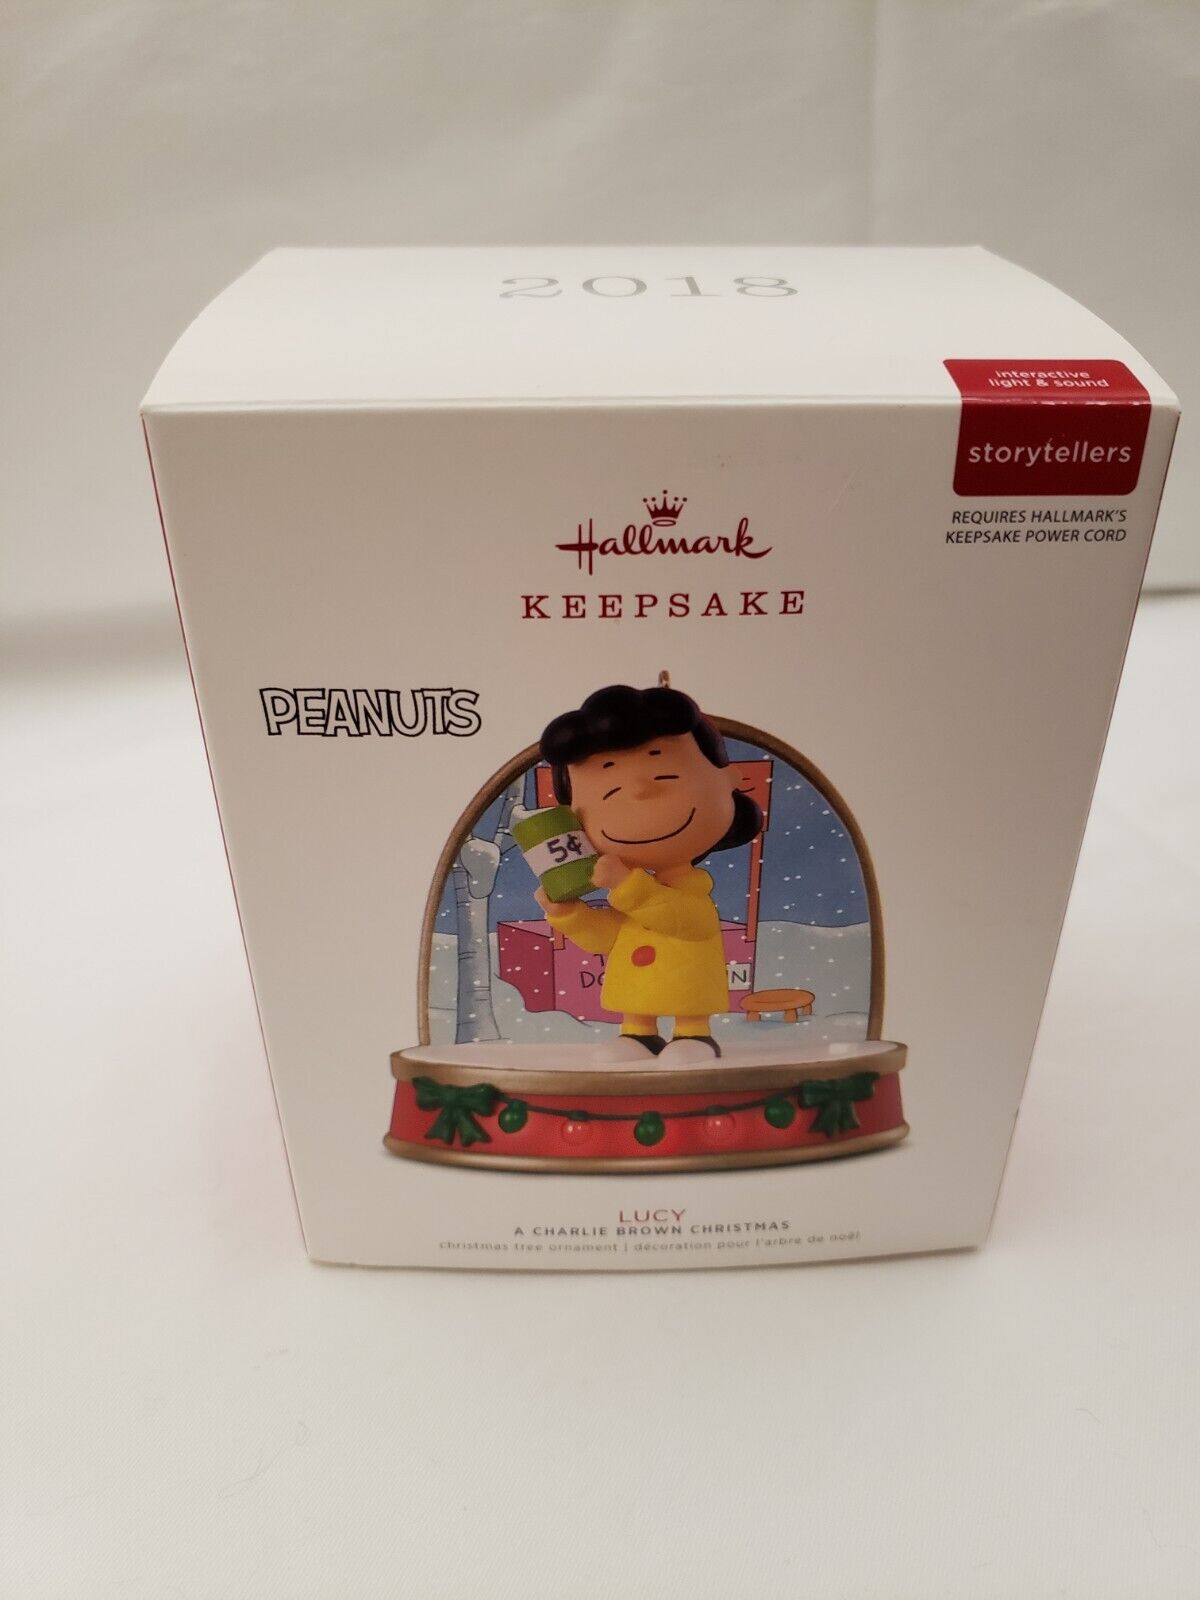 2018
interactive
light & sound
storytellers
REQUIRES HALLMARK'S
KEEPSAKE POWER CORD
Hallmark
KEEPSAKE
PEANUTS
5¢
T
DO
N
LUCY
A CHARLIE BROWN CHRISTMAS
christmas tree ornament | décoration pour l'arbre de noël